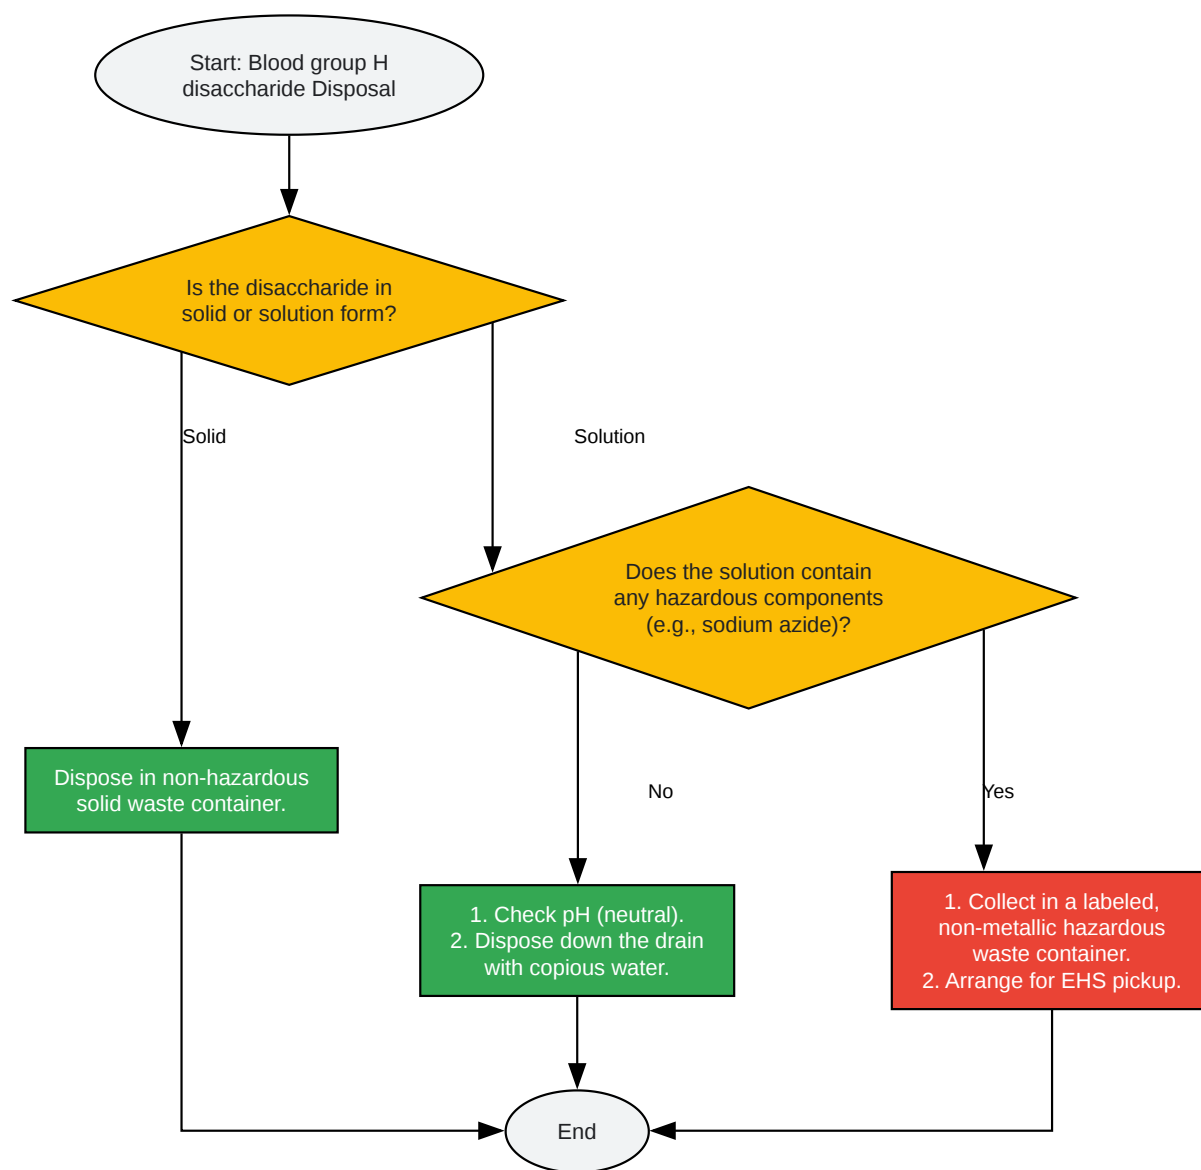 Start: Blood group H
disaccharide Disposal
Is the disaccharide in
solid or solution form?
Solid
Solution
Does the solution contain
any hazardous components
(e.g., sodium azide)?
No
Yes
Dispose in non-hazardous
solid waste container.
1. Check pH (neutral).
2. Dispose down the drain
with copious water.
1. Collect in a labeled,
non-metallic hazardous
waste container.
2. Arrange for EHS pickup.
End